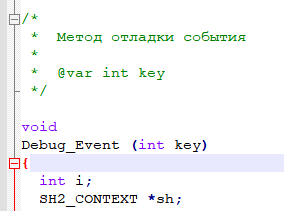 /*
*  Метод отладки события
*
*  @var int key
*/
void
Debug_Event (int key)
{
int i;
SH2_CONTEXT *sh;